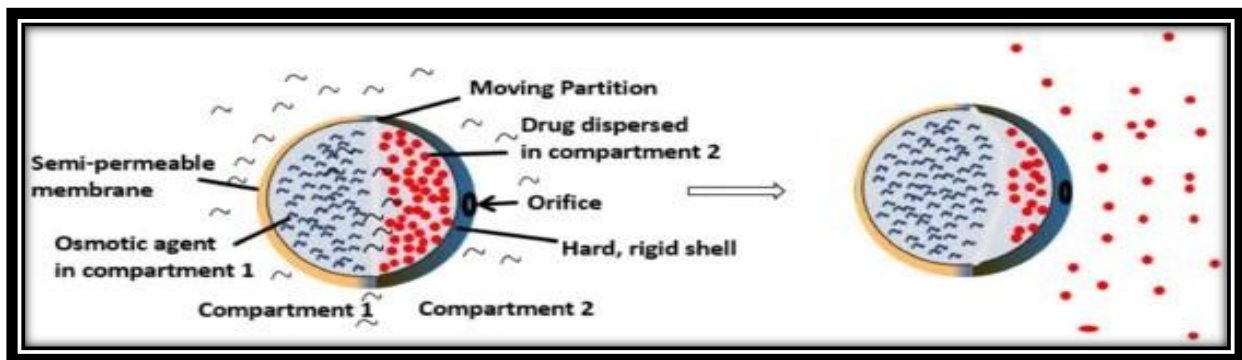 Moving Partition
Drug dispersed
in compartment 2
Semi-permeable
membrane
Orifice
Osmotic agent
in compartment 1
Hard, rigid shell
Compartment 1
Compartment 2